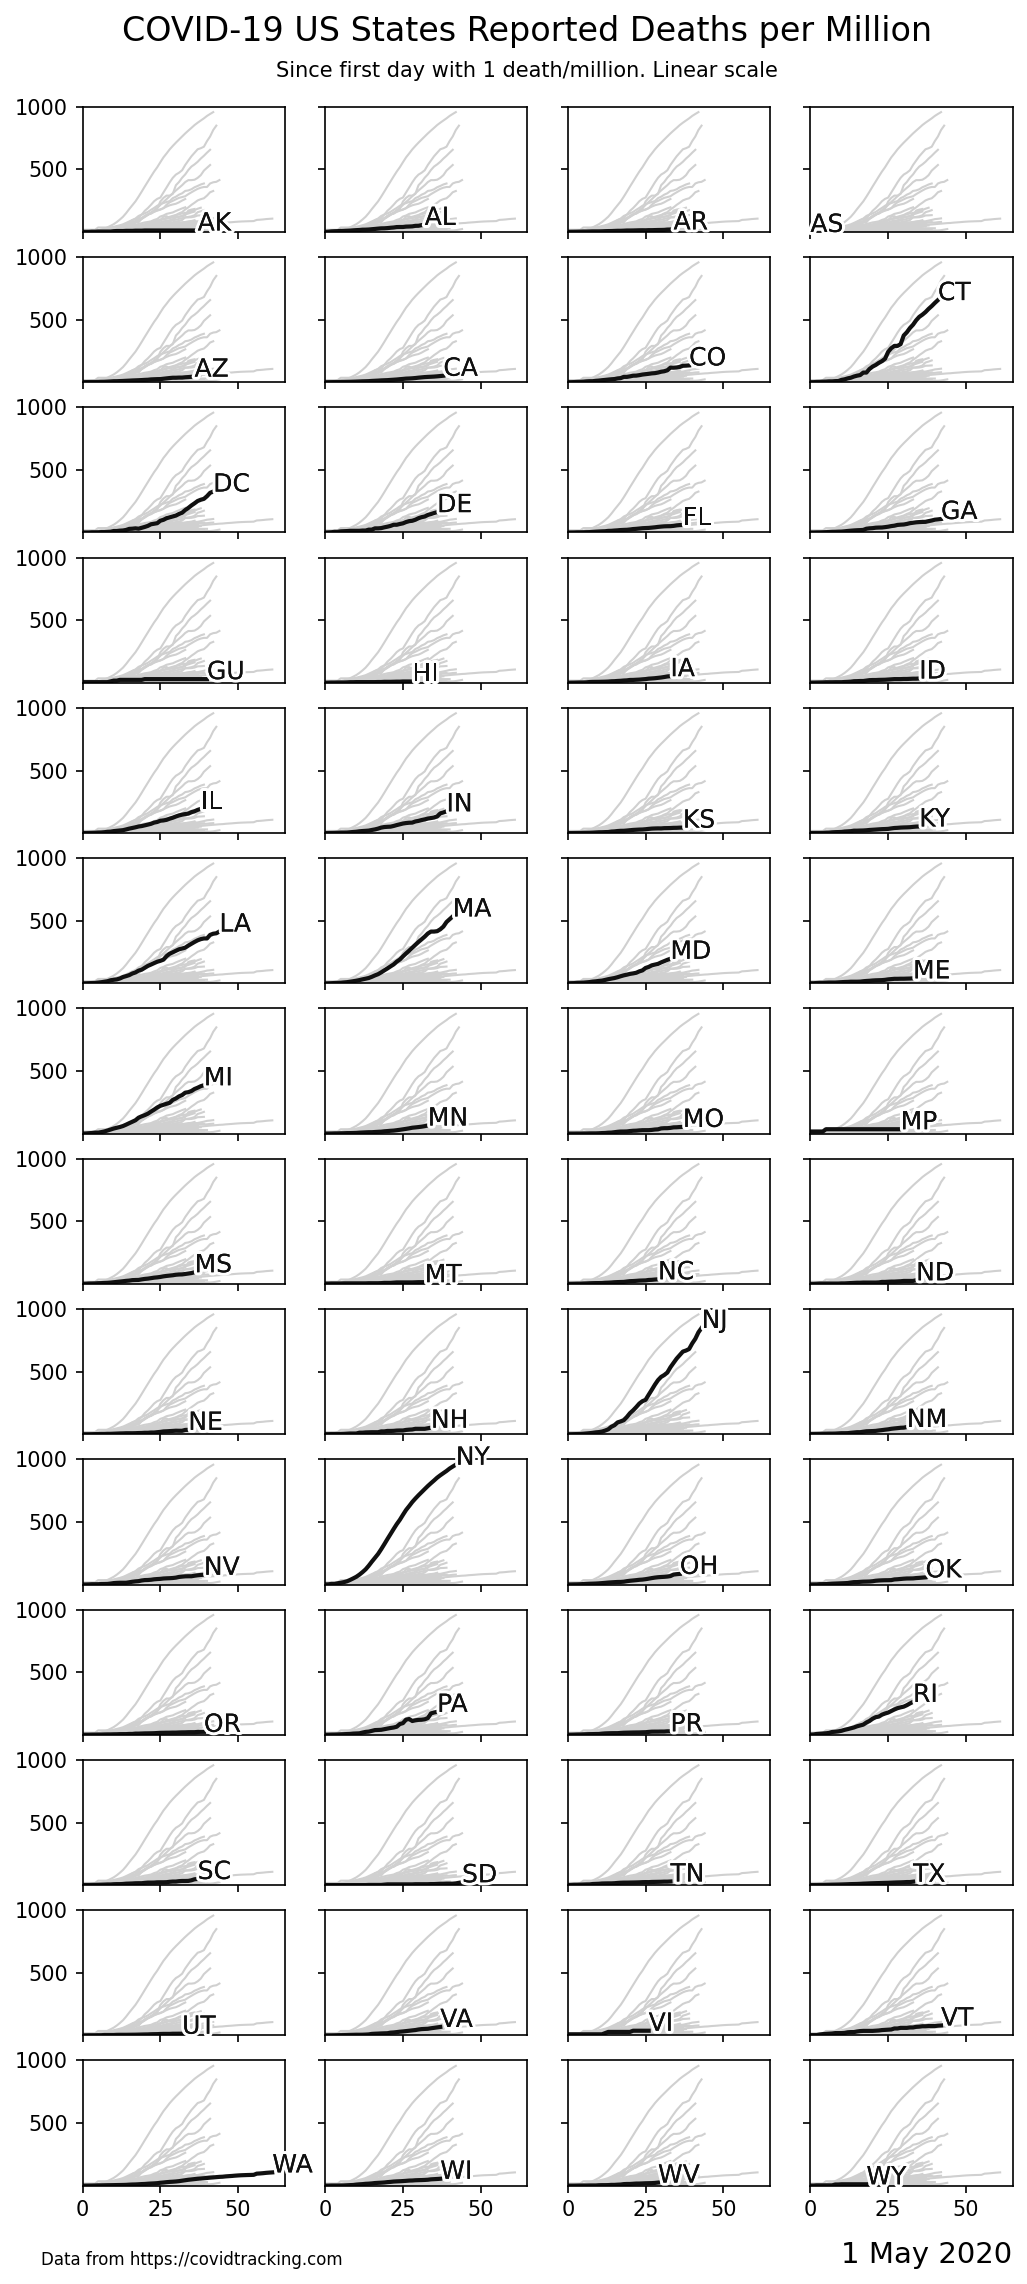 COVID-19 US States Reported Deaths per Million
Since first day with 1 death/million. Linear scale
1000
500
AK
AL
AR
AS
1000
500
AZ
CA
CO
CT
1000
500
DC
DE
FL
GA
1000
500
GU
HI
IA
ID
1000
500
IL
IN
KS
KY
1000
500
LA
MA
MD
ME
1000
500
MI
MN
MO
MP
1000
500
MS
MT
NC
ND
1000
500
NE
NH
NJ
NM
1000
500
NV
NY
OH
OK
1000
500
OR
PA
PR
RI
1000
500
SC
SD
TN
TX
1000
500
UT
VA
VI
VT
1000
500
WA
WI
WV
WY
0 25 50 0 25 50 0 25 50 0 25 50
Data from https://covidtracking.com
1 May 2020